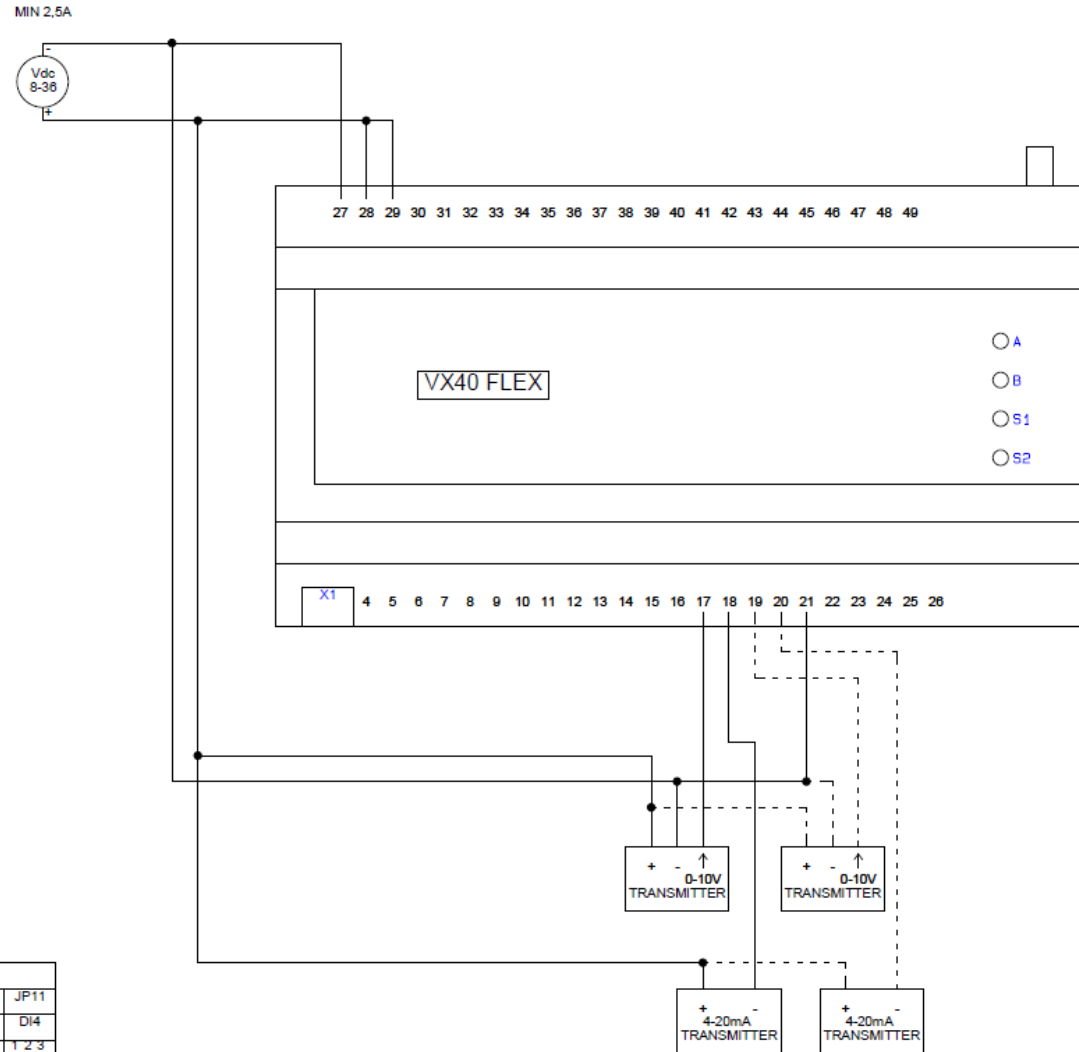 MIN 2,5A
-
Vdc
8-36
+
27 28 29 30 31 32 33 34 35 36 37 38 39 40 41 42 43 44 45 46 47 48 49
A
VX40 FLEX
B
S1
S2
X1 4 5 6 7 8 9 10 11 12 13 14 15 16 17 18 19 20 21 22 23 24 25 26
+ -
0-10V
TRANSMITTER
+ -
0-10V
TRANSMITTER
JP11
DI4
1 2 3
+ -
4-20mA
TRANSMITTER
+ -
4-20mA
TRANSMITTER